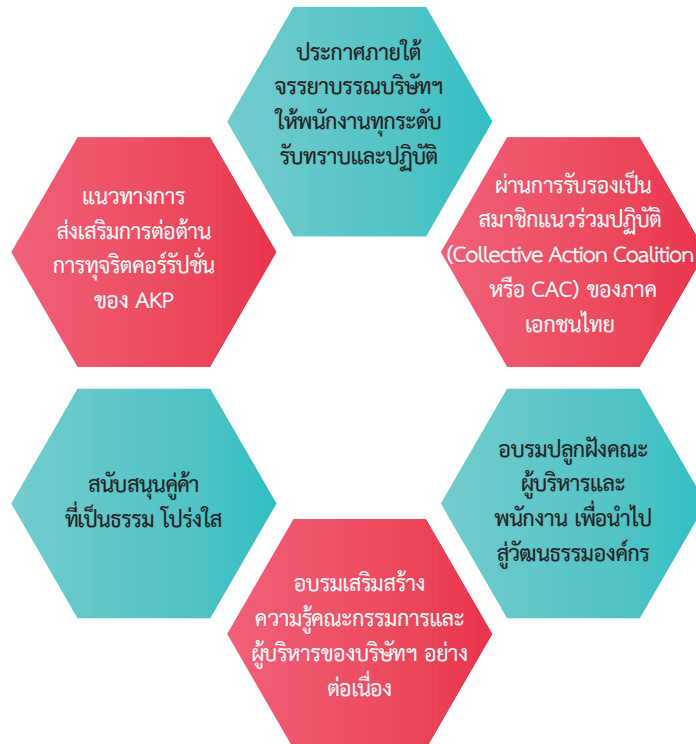 ประกาศภายใต้
จรรยาบรรณบริษัทฯ
ให้พนักงานทุกระดับ
รับทราบและปฏิบัติ
แนวทางการ
ส่งเสริมการต่อต้าน
การทุจริตคอร์รัปชั่น
ของ AKP
ผ่านการรับรองเป็น
สมาชิกแนวร่วมปฏิบัติ
(Collective Action Coalition
หรือ CAC) ของภาค
เอกชนไทย
สนับสนุนคู่ค้า
ที่เป็นธรรม โปร่งใส
อบรมปลูกฝังคณะ
ผู้บริหารและ
พนักงาน เพื่อนำไป
สู่วัฒนธรรมองค์กร
อบรมเสริมสร้าง
ความรู้คณะกรรมการและ
ผู้บริหารของบริษัทฯ อย่าง
ต่อเนื่อง